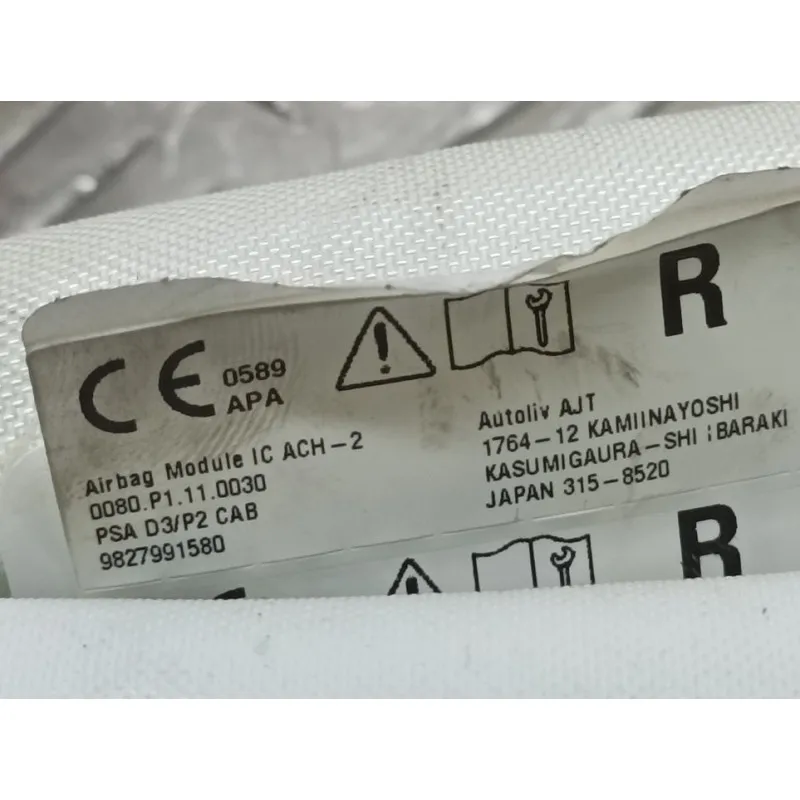 CE 0589
APA
R
Airbag Module IC ACH-2
0080.P1.11.0030
PSA D3/P2 CAB
9827991580
Autoliv AJT
1764-12 KAMIINAYOSHI
KASUMIGAURA-SHI iBARAKI
JAPAN 315-8520
R